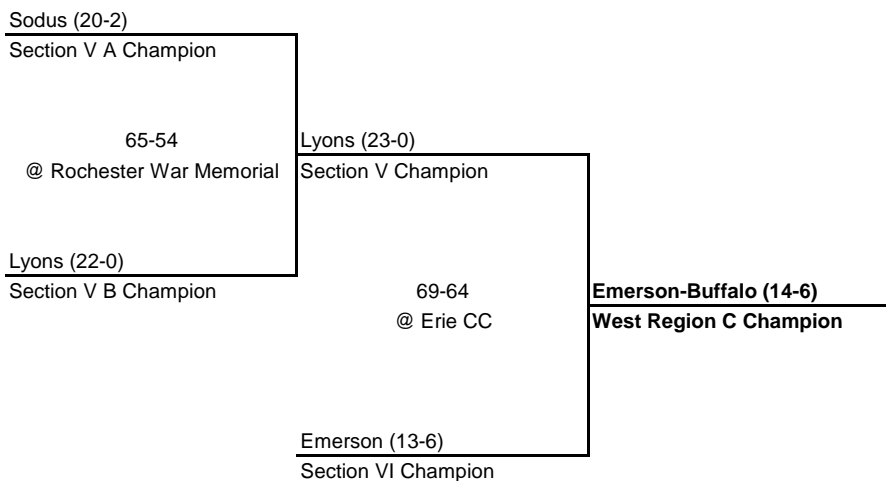 Sodus (20-2)
Section V A Champion
65-54
@ Rochester War Memorial
Lyons (23-0)
Section V Champion
Lyons (22-0)
Section V B Champion
69-64
@ Erie CC
Emerson-Buffalo (14-6)
West Region C Champion
Emerson (13-6)
Section VI Champion